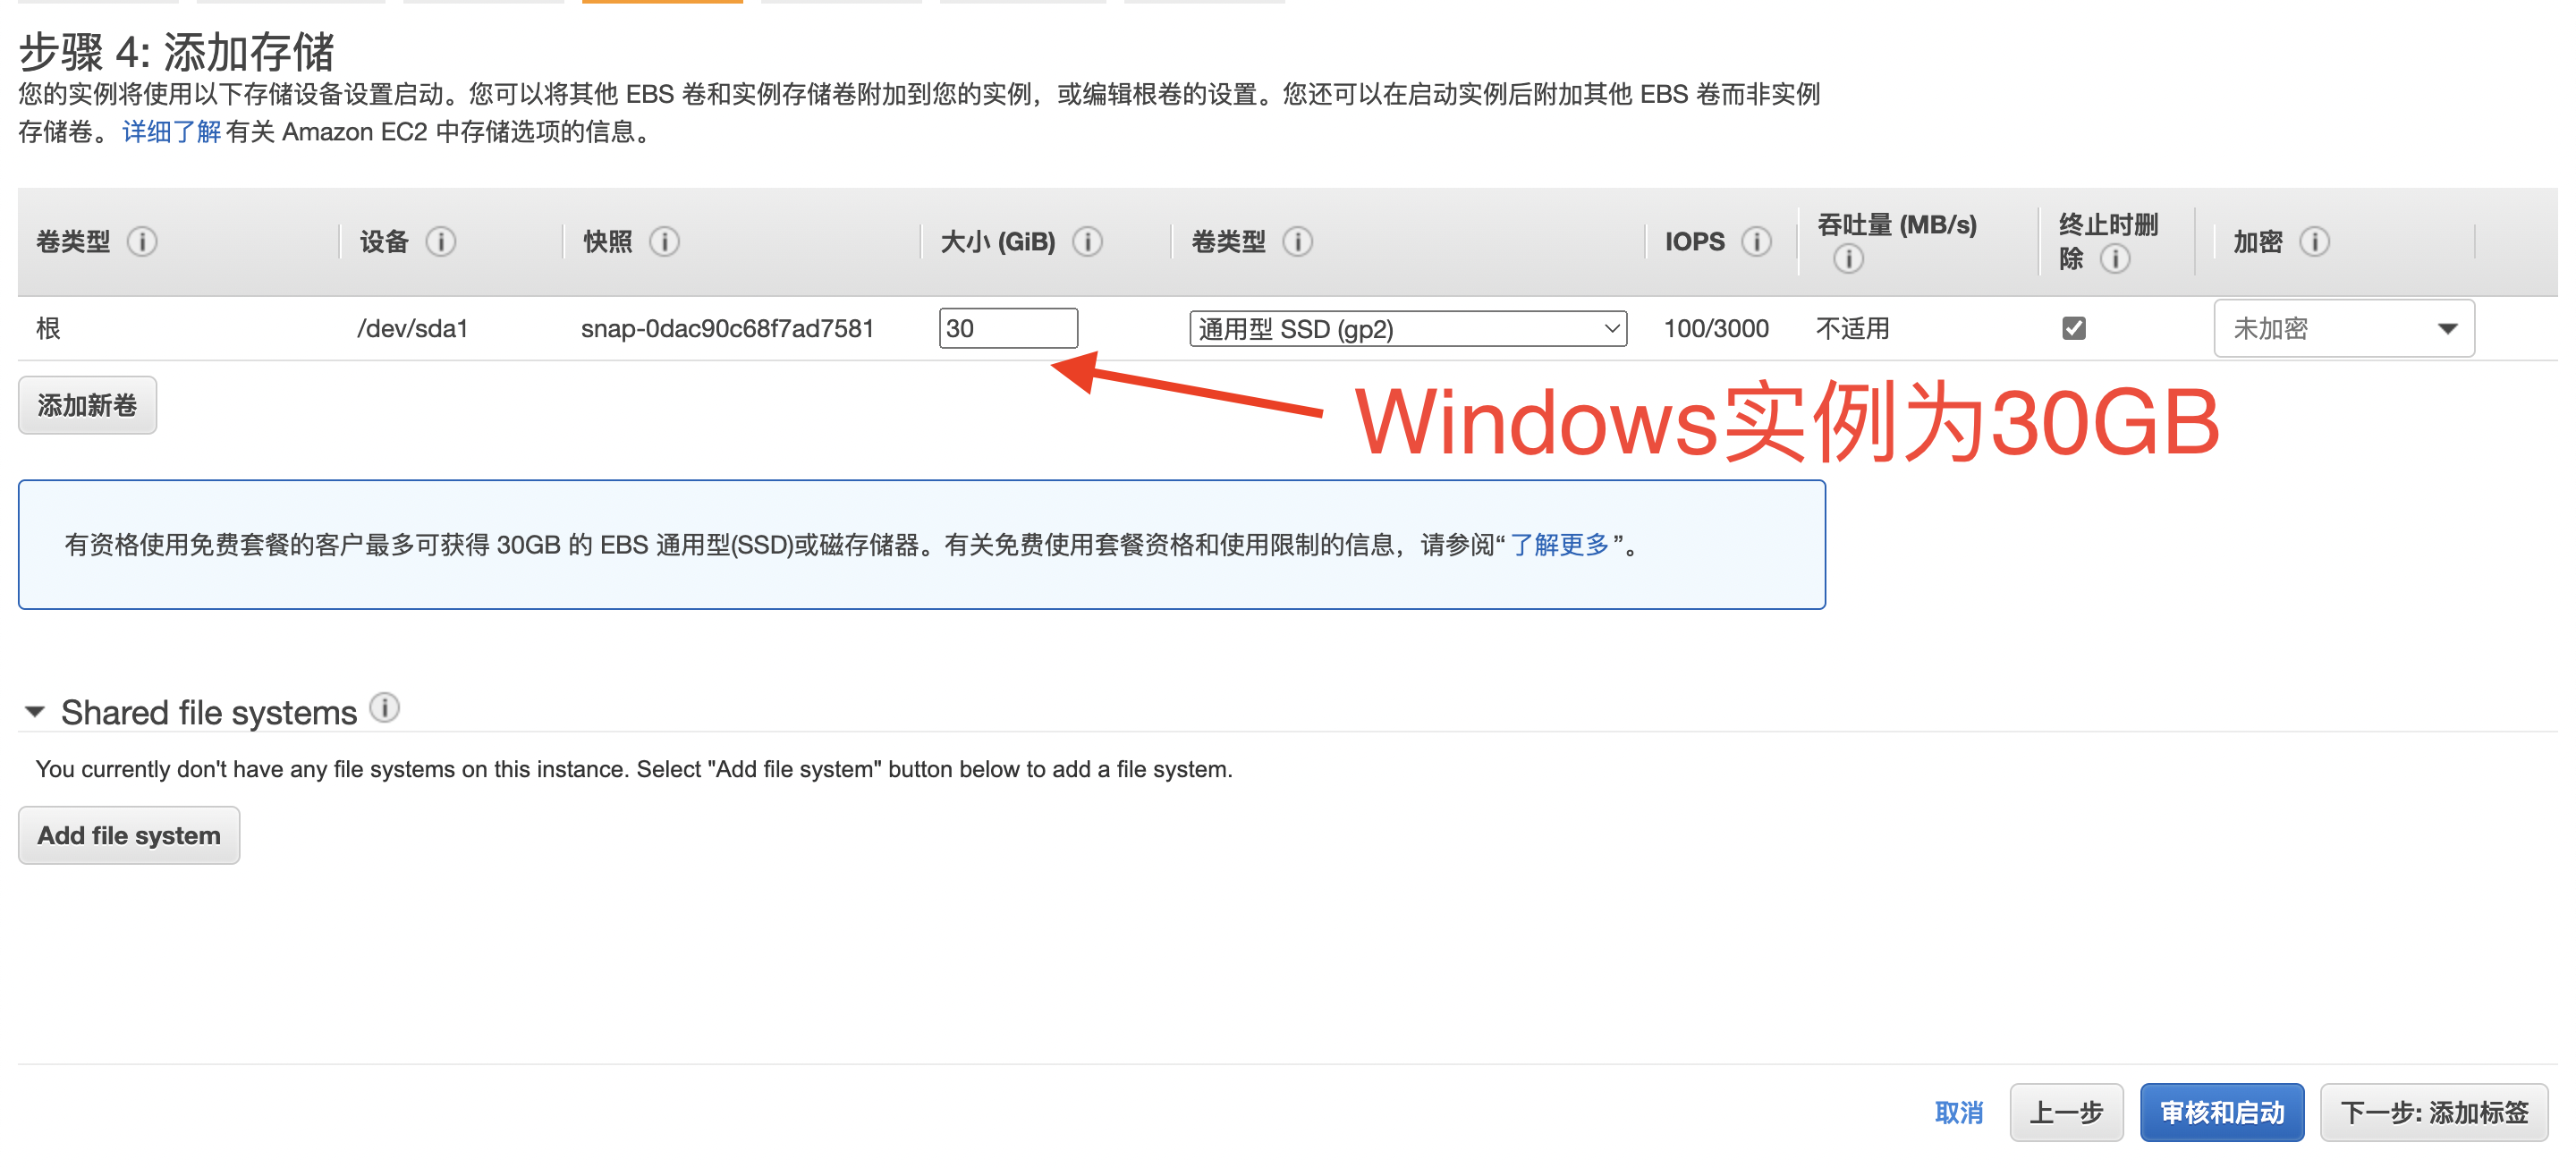 步骤 4: 添加存储
您的实例将使用以下存储设备设置启动。您可以将其他 EBS 卷和实例存储卷附加到您的实例，或编辑根卷的设置。您还可以在启动实例后附加其他 EBS 卷而非实例
存储卷。 详细了解 有关 Amazon EC2 中存储选项的信息。
卷类型 设备 快照 大小 (GiB) 卷类型 IOPS 吞吐量 (MB/s) 终止时删
除 加密
根 /dev/sda1 snap-0dac90c68f7ad7581 30 通用型 SSD (gp2) 100/3000 不适用 未加密
添加新卷
Windows实例为30GB
有资格使用免费套餐的客户最多可获得 30GB 的 EBS 通用型(SSD)或磁存储器。有关免费使用套餐资格和使用限制的信息，请参阅“ 了解更多 ”。
Shared file systems
You currently don't have any file systems on this instance. Select "Add file system" button below to add a file system.
Add file system
取消 上一步 审核和启动 下一步: 添加标签